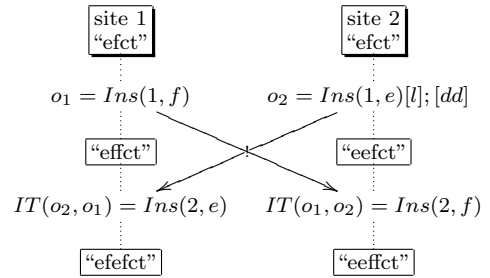 site 1
“efct”
site 2
“efct”
o₁ = Ins(1, f)
o₂ = Ins(1, e)[l]; [dd]
“effct”
!
“eefct”
IT(o₂, o₁) = Ins(2, e)
IT(o₁, o₂) = Ins(2, f)
“efefct”
“eeffct”